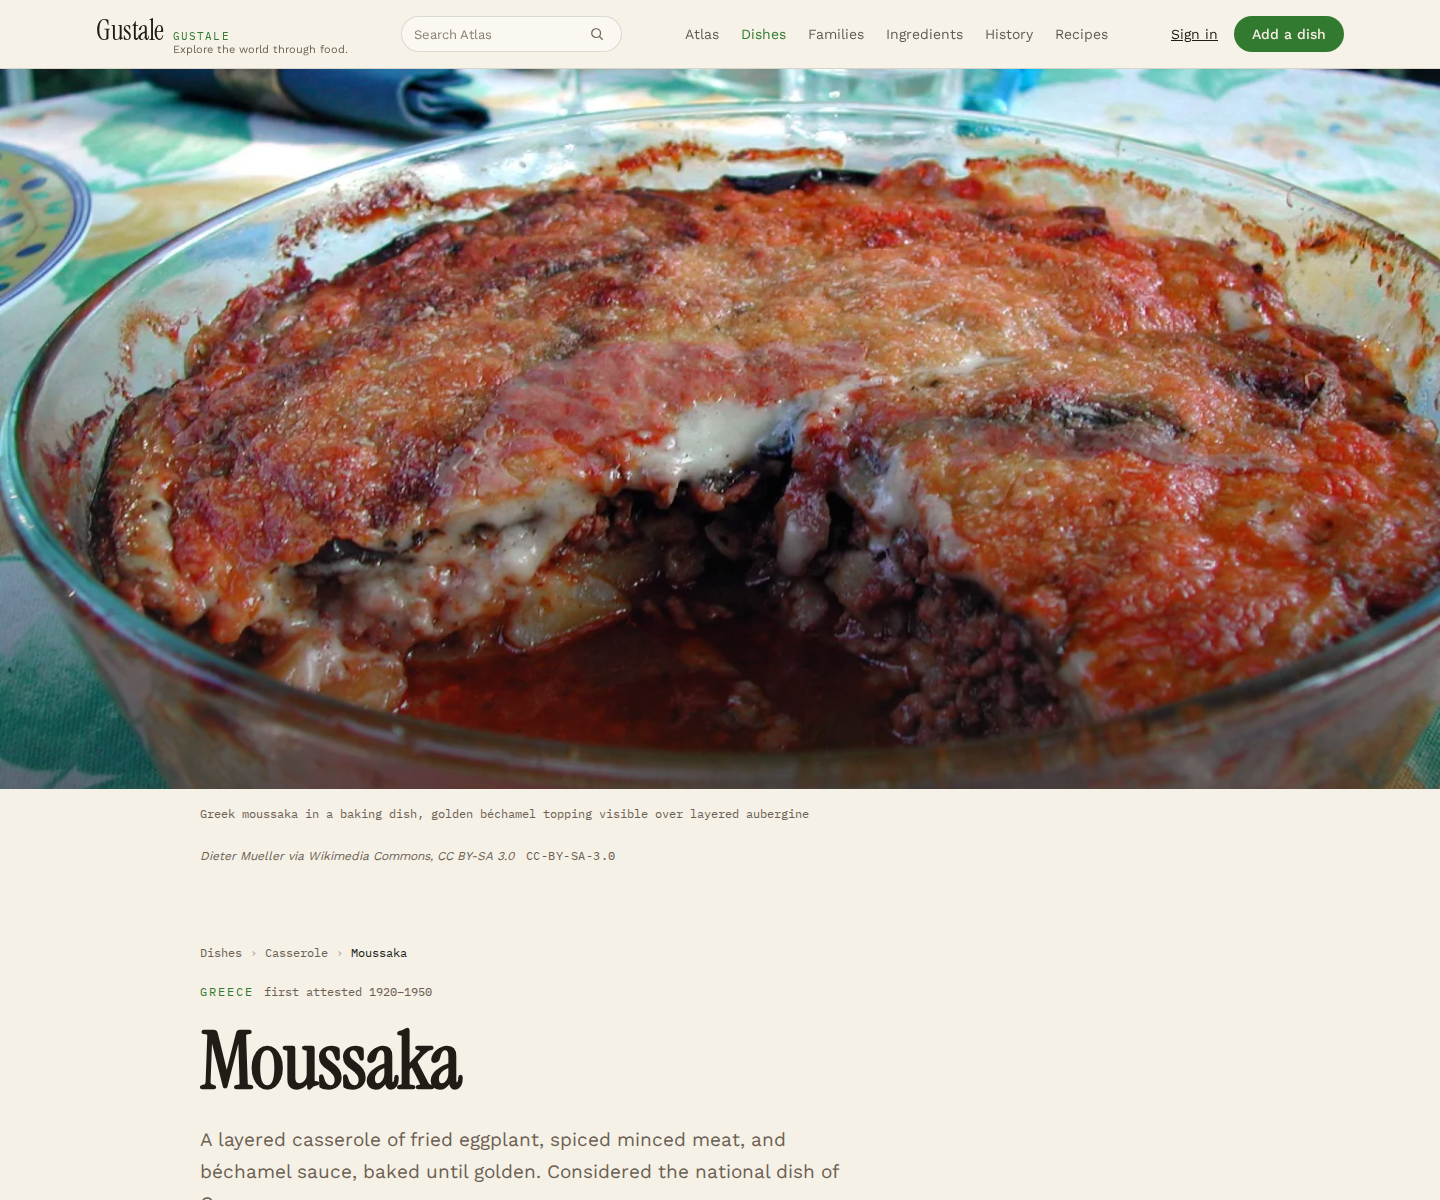 Gustale
GUSTALE
Explore the world through food.
Search Atlas
Atlas
Dishes
Families
Ingredients
History
Recipes
Sign in
Add a dish
Greek moussaka in a baking dish, golden béchamel topping visible over layered aubergine
Dieter Mueller via Wikimedia Commons, CC BY-SA 3.0 CC-BY-SA-3.0
Dishes › Casserole › Moussaka
GREECE first attested 1920–1950
Moussaka
A layered casserole of fried eggplant, spiced minced meat, and
béchamel sauce, baked until golden. Considered the national dish of